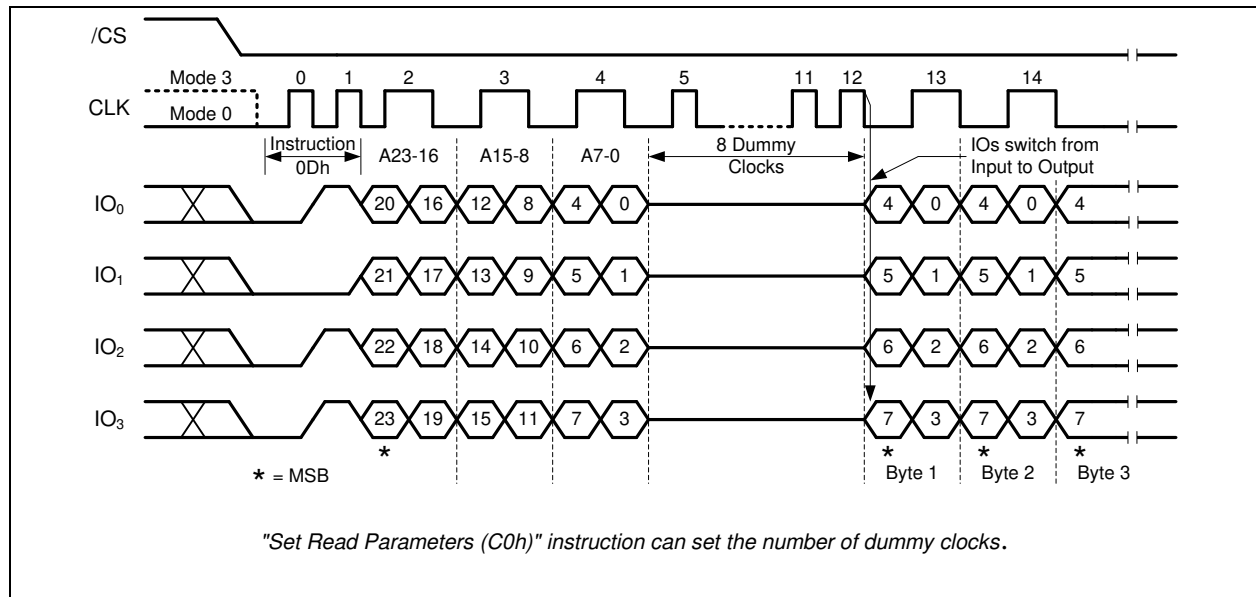 /CS
Mode 3 0 1 2 3 4 5 11 12 13 14
CLK Mode 0
Instruction 0Dh A23-16 A15-8 A7-0 8 Dummy Clocks IOs switch from Input to Output
IO₀ 20 16 12 8 4 0 4 0 4 0 4
IO₁ 21 17 13 9 5 1 5 1 5 1 5
IO₂ 22 18 14 10 6 2 6 2 6 2 6
IO₃ 23 19 15 11 7 3 7 3 7 3 7
* * * *
* = MSB Byte 1 Byte 2 Byte 3
"Set Read Parameters (C0h)" instruction can set the number of dummy clocks.